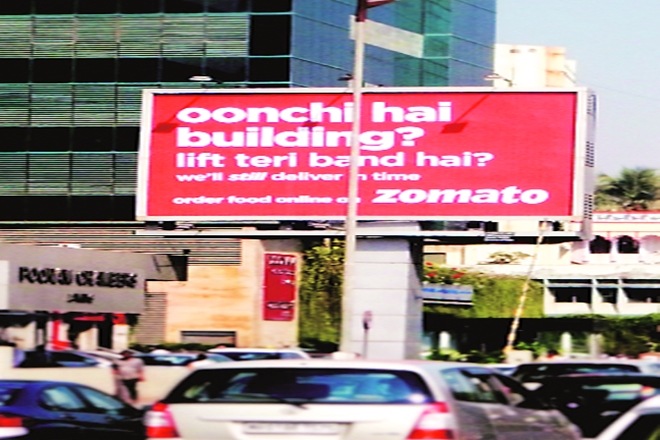 oonchi hai
building?
lift teri band hai?
we'll still deliver in time
order food online on zomato